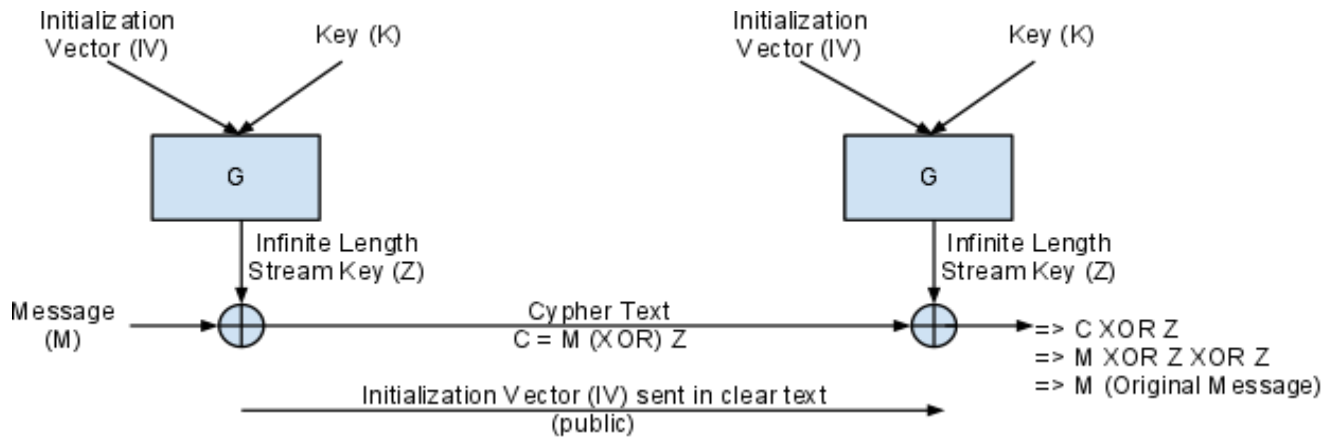 Initialization
Vector (IV)
Key (K)
Initialization
Vector (IV)
Key (K)
G
G
Infinite Length
Stream Key (Z)
Infinite Length
Stream Key (Z)
Message
(M)
Cypher Text
C = M (XOR) Z
=> C XOR Z
=> M XOR Z XOR Z
=> M (Original Message)
Initialization Vector (IV) sent in clear text
(public)